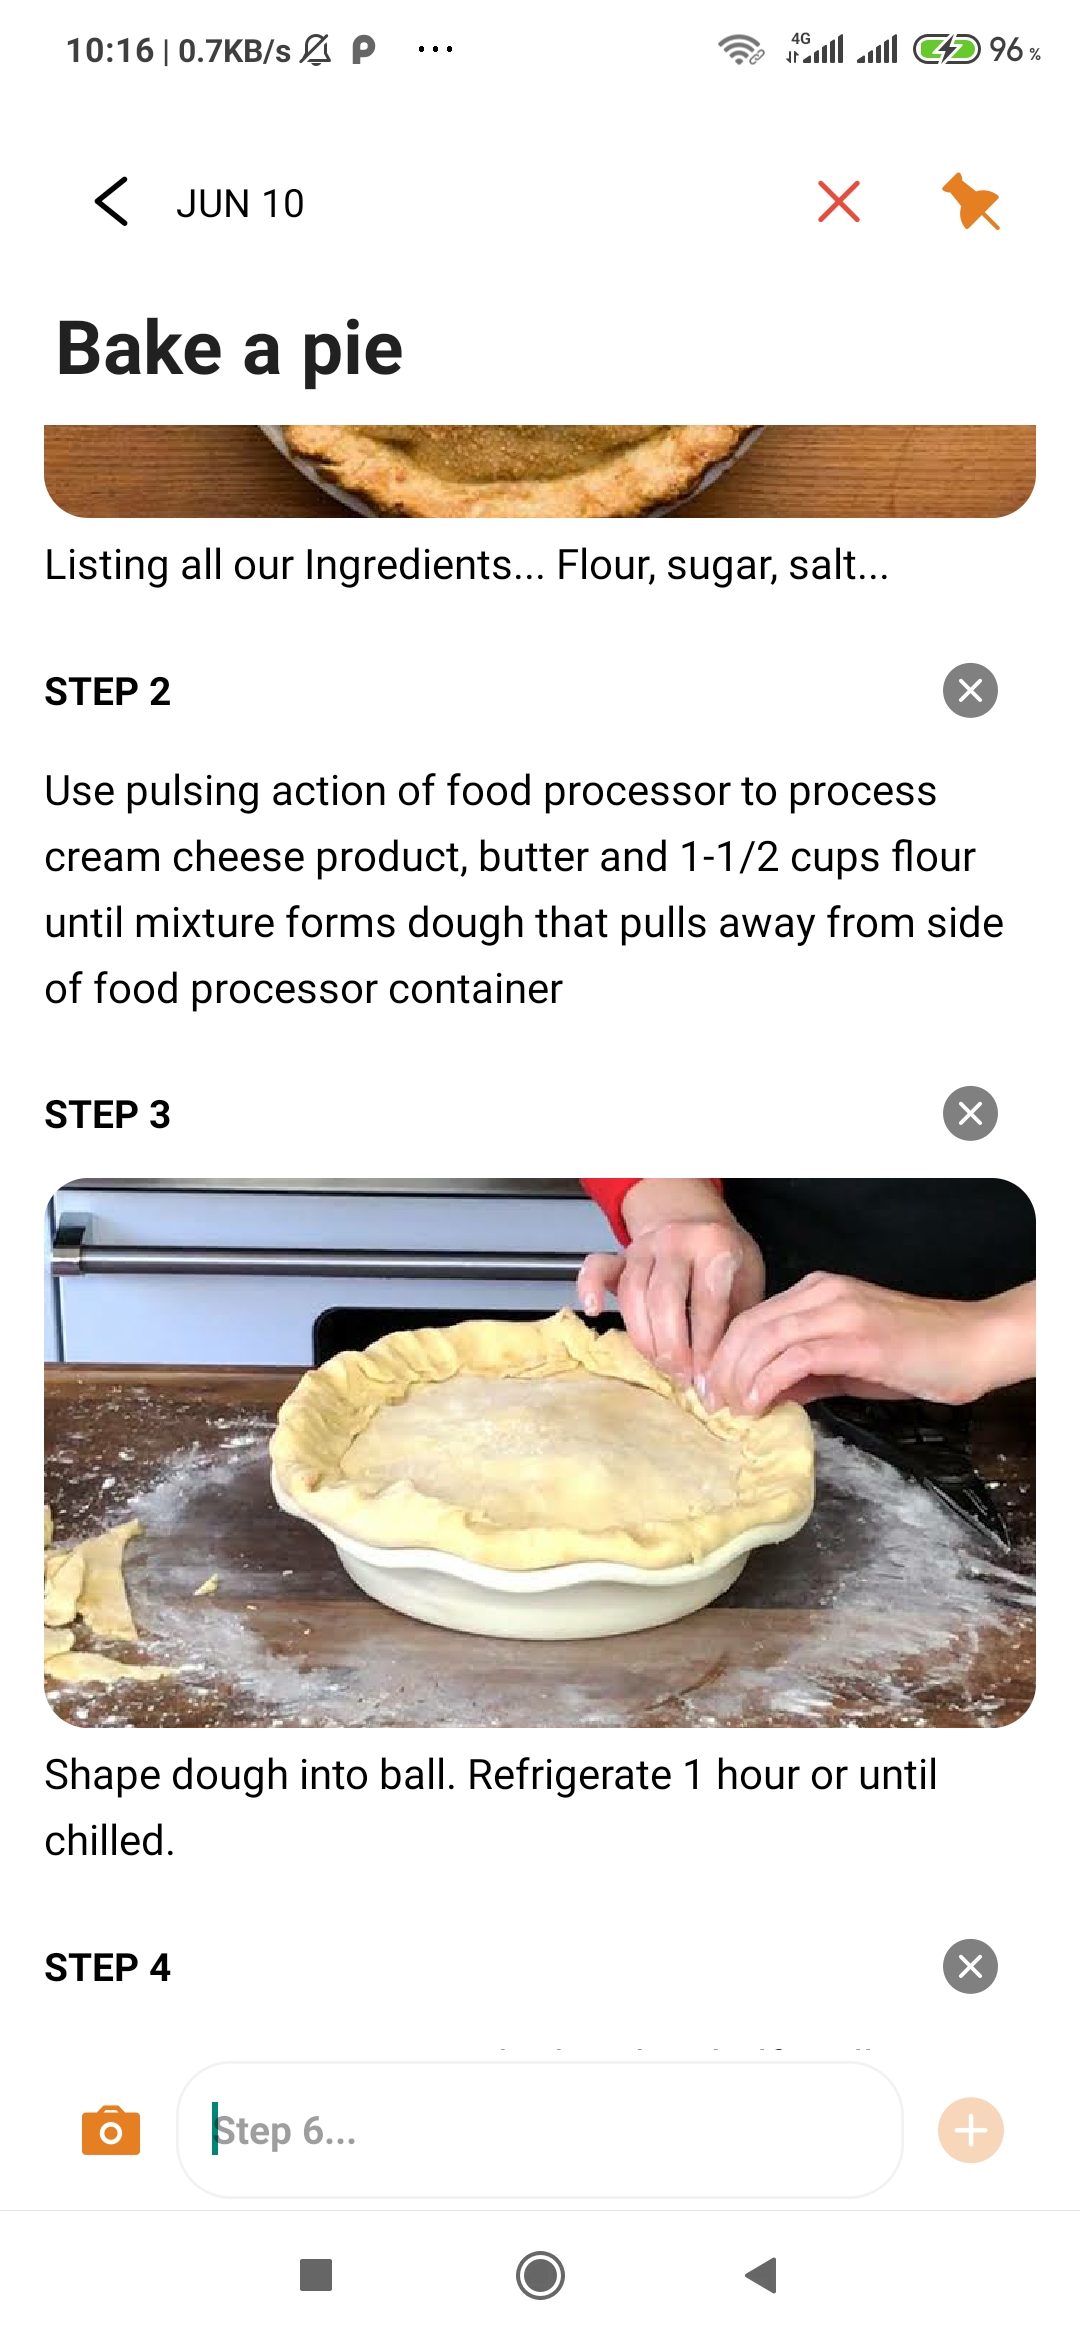 10:16 | 0.7KB/s ... 4G 96 %
JUN 10
Bake a pie
Listing all our Ingredients... Flour, sugar, salt...
STEP 2
Use pulsing action of food processor to process
cream cheese product, butter and 1-1/2 cups flour
until mixture forms dough that pulls away from side
of food processor container
STEP 3
Shape dough into ball. Refrigerate 1 hour or until
chilled.
STEP 4
Step 6...